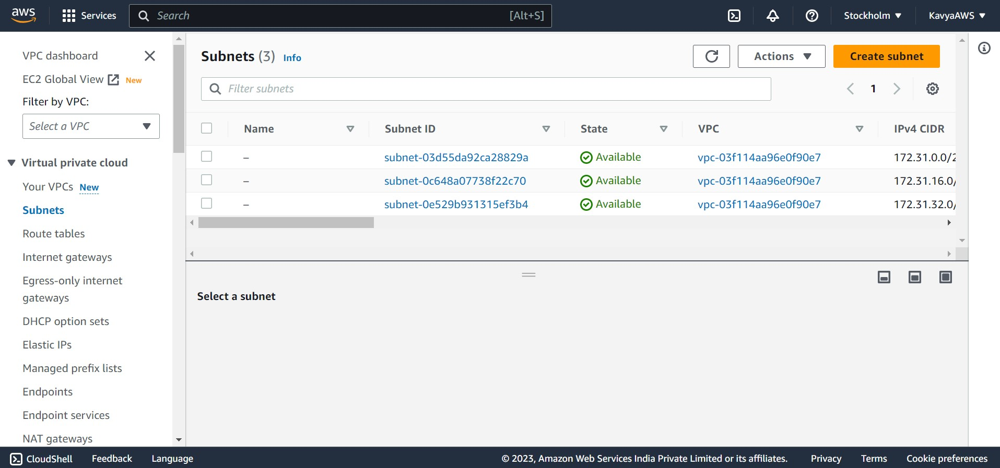 aws Services Search [Alt+S] Stockholm KavyaAWS
VPC dashboard
EC2 Global View New
Filter by VPC:
Select a VPC
Virtual private cloud
Your VPCs New
Subnets
Route tables
Internet gateways
Egress-only internet
gateways
DHCP option sets
Elastic IPs
Managed prefix lists
Endpoints
Endpoint services
NAT gateways
Subnets (3) Info Actions Create subnet
Filter subnets 1
Name Subnet ID State VPC IPv4 CIDR
– subnet-03d55da92ca28829a Available vpc-03f114aa96e0f90e7 172.31.0.0/2
– subnet-0c648a07738f22c70 Available vpc-03f114aa96e0f90e7 172.31.16.0/
– subnet-0e529b931315ef3b4 Available vpc-03f114aa96e0f90e7 172.31.32.0/
Select a subnet
CloudShell Feedback Language © 2023, Amazon Web Services India Private Limited or its affiliates. Privacy Terms Cookie preferences